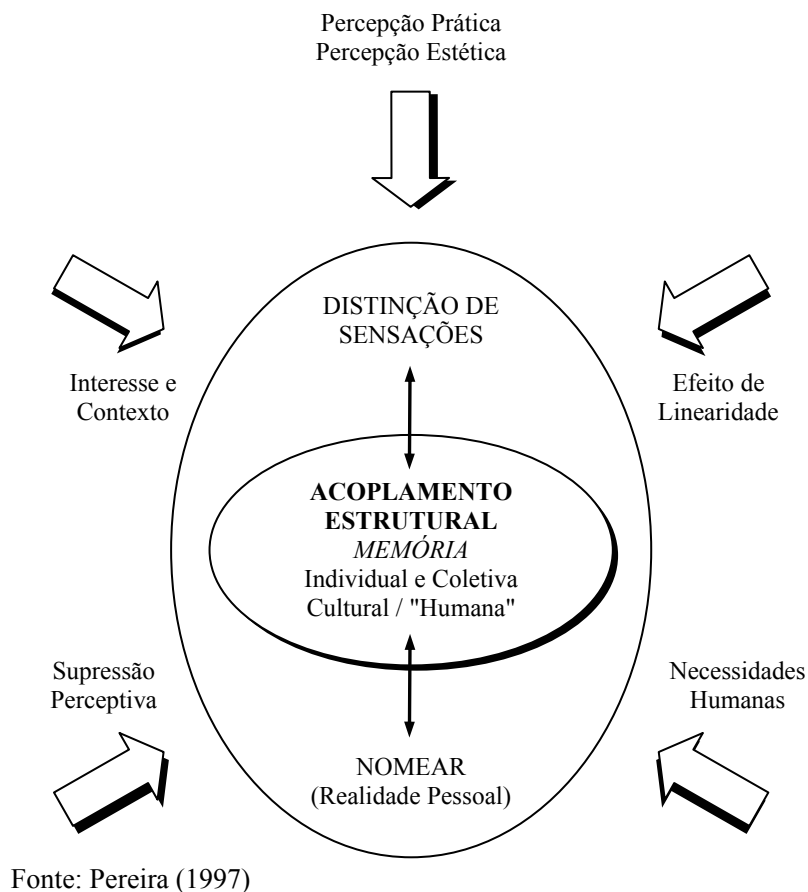 Percepção Prática
Percepção Estética
DISTINÇÃO DE
SENSAÇÕES
Interesse e
Contexto
Efeito de
Linearidade
ACOPLAMENTO
ESTRUTURAL
MEMÓRIA
Individual e Coletiva
Cultural / "Humana"
Supressão
Perceptiva
Necessidades
Humanas
NOMEAR
(Realidade Pessoal)
Fonte: Pereira (1997)